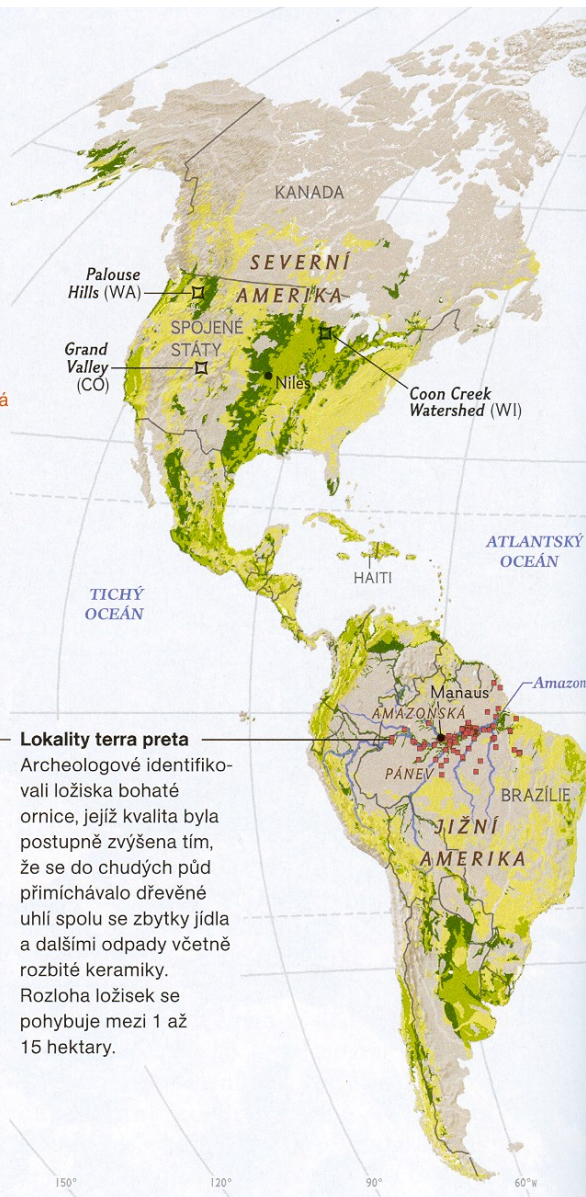 KANADA
SEVERNÍ
AMERIKA
Palouse
Hills (WA)
SPOJENÉ
STÁTY
Grand
Valley
(CO)
Niles
Coon Creek
Watershed (WI)
á
ATLANTSKÝ
OCEÁN
HAITI
TICHÝ
OCEÁN
Manaus
Amazon
AMAZONSKÁ
PÁNEV
BRAZÍLIE
JIŽNÍ
AMERIKA
Lokality terra preta
Archeologové identifiko-
vali ložiska bohaté
ornice, jejíž kvalita byla
postupně zvýšena tím,
že se do chudých půd
přimíchávalo dřevěné
uhlí spolu se zbytky jídla
a dalšími odpady včetně
rozbité keramiky.
Rozloha ložisek se
pohybuje mezi 1 až
15 hektary.
150° 120° 90° 60°W